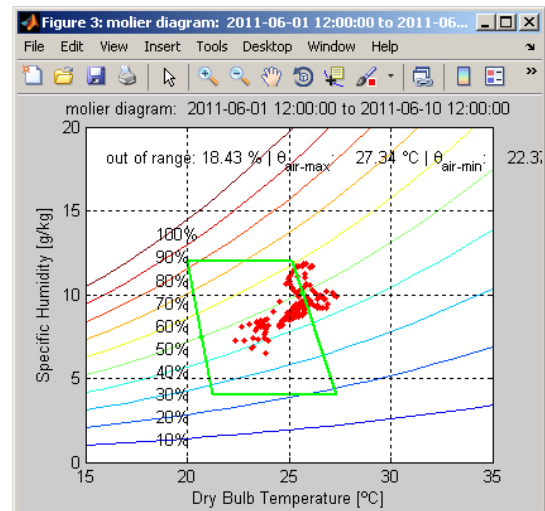 Figure 3: molier diagram: 2011-06-01 12:00:00 to 2011-06...
File Edit View Insert Tools Desktop Window Help
molier diagram: 2011-06-01 12:00:00 to 2011-06-10 12:00:00
out of range: 18.43 % | θair-max: 27.34 ºC | θair-min: 22.37
20
15
10
5
0
Specific Humidity [g/kg]
100%
90%
80%
70%
60%
50%
40%
30%
20%
10%
15 20 25 30 35
Dry Bulb Temperature [ºC]